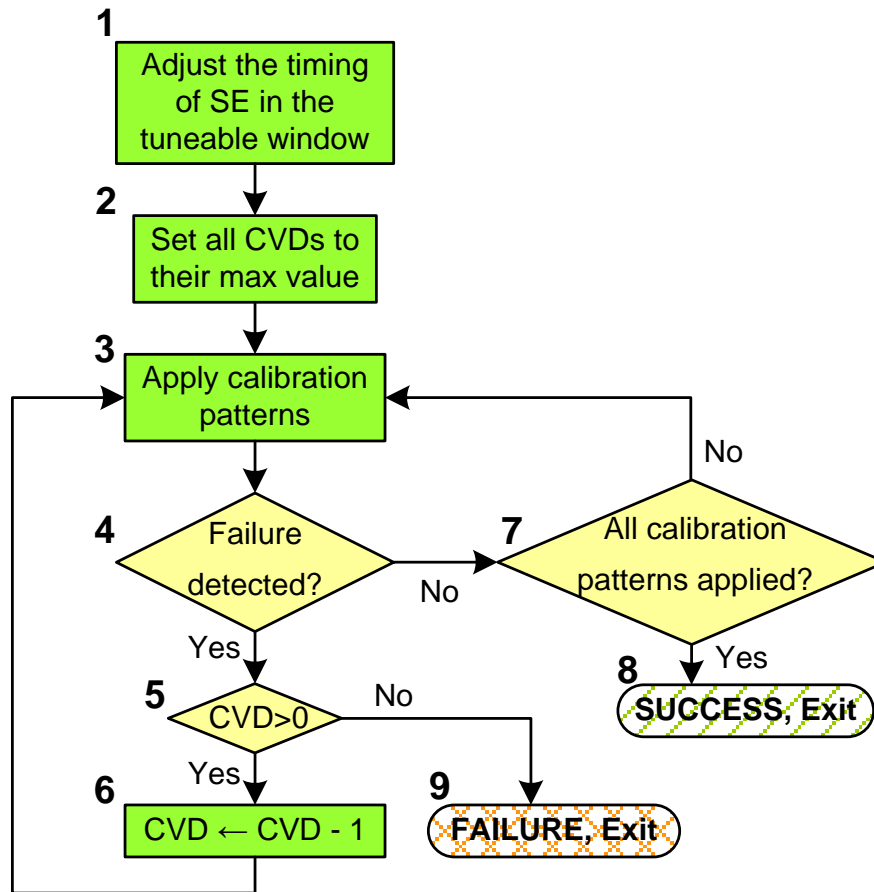 1
Adjust the timing
of SE in the
tuneable window
2
Set all CVDs to
their max value
3
Apply calibration
patterns
No
4
Failure
detected?
No
7
All calibration
patterns applied?
Yes
Yes
5
CVD>0
No
8
SUCCESS, Exit
Yes
6
CVD ← CVD - 1
9
FAILURE, Exit